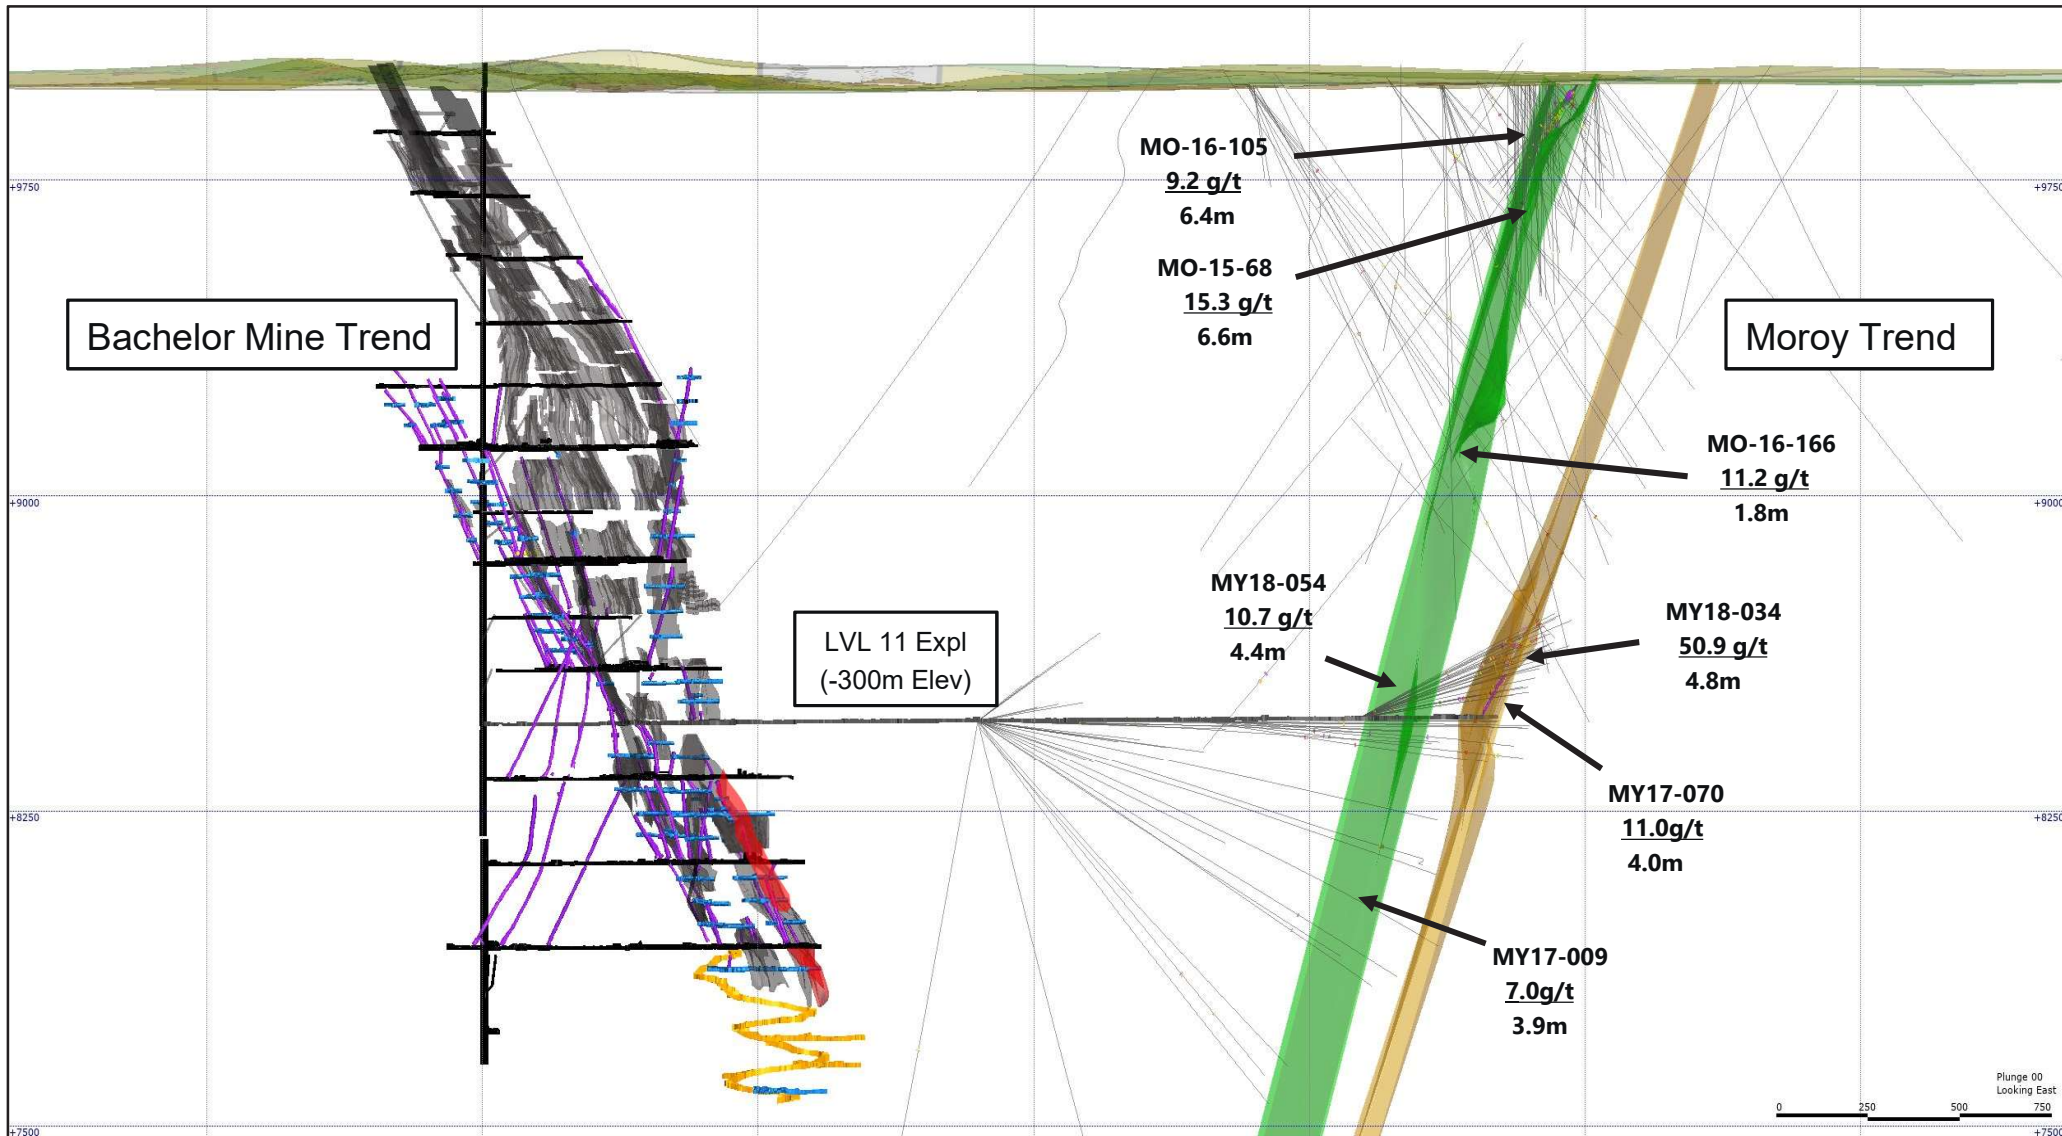 +9750
+9750
MO-16-105
9.2 g/t
6.4m
MO-15-68
15.3 g/t
6.6m
Bachelor Mine Trend
Moroy Trend
MO-16-166
11.2 g/t
1.8m
+9000
+9000
MY18-054
10.7 g/t
4.4m
LVL 11 Expl
(-300m Elev)
MY18-034
50.9 g/t
4.8m
MY17-070
11.0g/t
4.0m
+8250
+8250
MY17-009
7.0g/t
3.9m
Plunge 00
Looking East
0 250 500 750
+7500
+7500